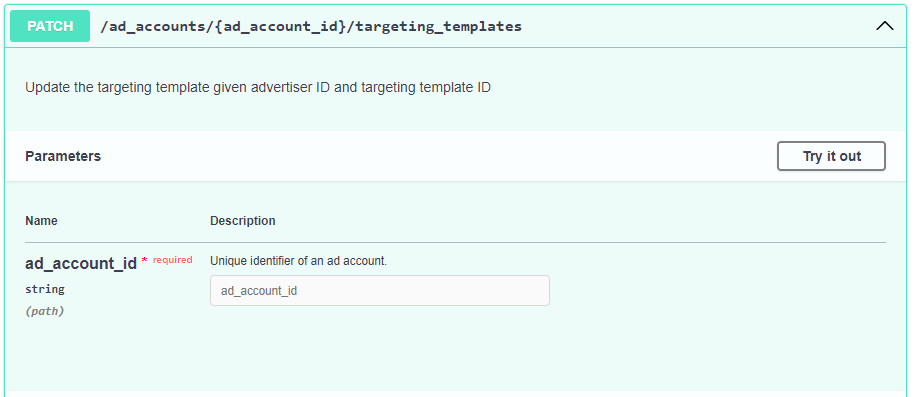 PATCH /ad_accounts/{ad_account_id}/targeting_templates
Update the targeting template given advertiser ID and targeting template ID
Parameters Try it out
Name Description
ad_account_id * required Unique identifier of an ad account.
string ad_account_id
(path)